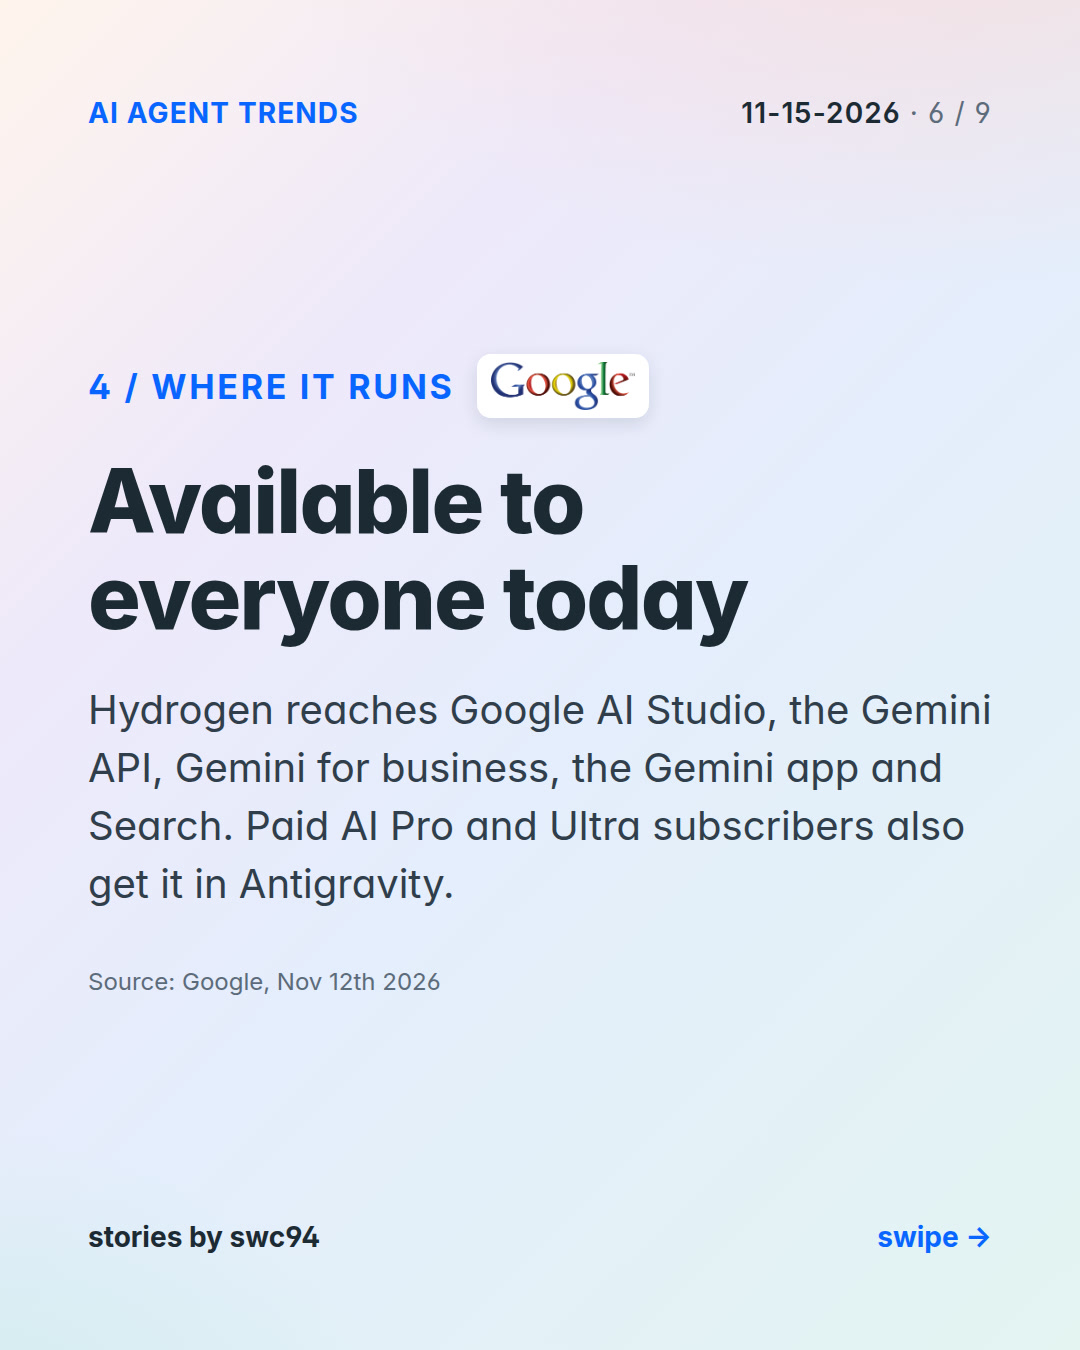 AI AGENT TRENDS
11-15-2026 · 6 / 9
4 / WHERE IT RUNS
Google™
Available to
everyone today
Hydrogen reaches Google AI Studio, the Gemini
API, Gemini for business, the Gemini app and
Search. Paid AI Pro and Ultra subscribers also
get it in Antigravity.
Source: Google, Nov 12th 2026
stories by swc94
swipe →